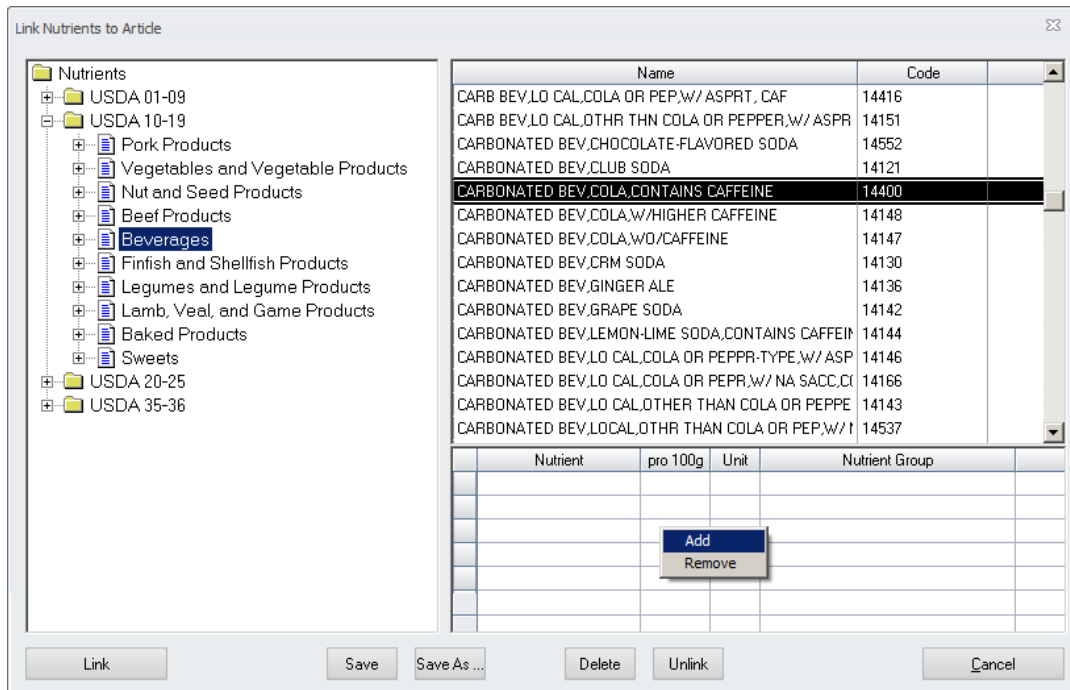 Link Nutrients to Article
Nutrients
USDA 01-09
USDA 10-19
Pork Products
Vegetables and Vegetable Products
Nut and Seed Products
Beef Products
Beverages
Finfish and Shellfish Products
Legumes and Legume Products
Lamb, Veal, and Game Products
Baked Products
Sweets
USDA 20-25
USDA 35-36
Name Code
CARB BEV,LO CAL,COLA OR PEP,W/ ASPRT, CAF 14416
CARB BEV,LO CAL,OTHR THN COLA OR PEPPER,W/ ASPR 14151
CARBONATED BEV,CHOCOLATE-FLAVORED SODA 14552
CARBONATED BEV,CLUB SODA 14121
CARBONATED BEV,COLA,CONTAINS CAFFEINE 14400
CARBONATED BEV,COLA,W/HIGHER CAFFEINE 14148
CARBONATED BEV,COLA,WO/CAFFEINE 14147
CARBONATED BEV,CRM SODA 14130
CARBONATED BEV,GINGER ALE 14136
CARBONATED BEV,GRAPE SODA 14142
CARBONATED BEV,LEMON-LIME SODA,CONTAINS CAFFEIN 14144
CARBONATED BEV,LO CAL,COLA OR PEPPR-TYPE,W/ ASP 14146
CARBONATED BEV,LO CAL,COLA OR PEPR,W/ NA SACC,C( 14166
CARBONATED BEV,LO CAL,OTHER THAN COLA OR PEPPE 14143
CARBONATED BEV,LOCAL,OTHR THAN COLA OR PEP,W/ 14537
Nutrient pro 100g Unit Nutrient Group
Add
Remove
Link Save Save As ... Delete Unlink Cancel